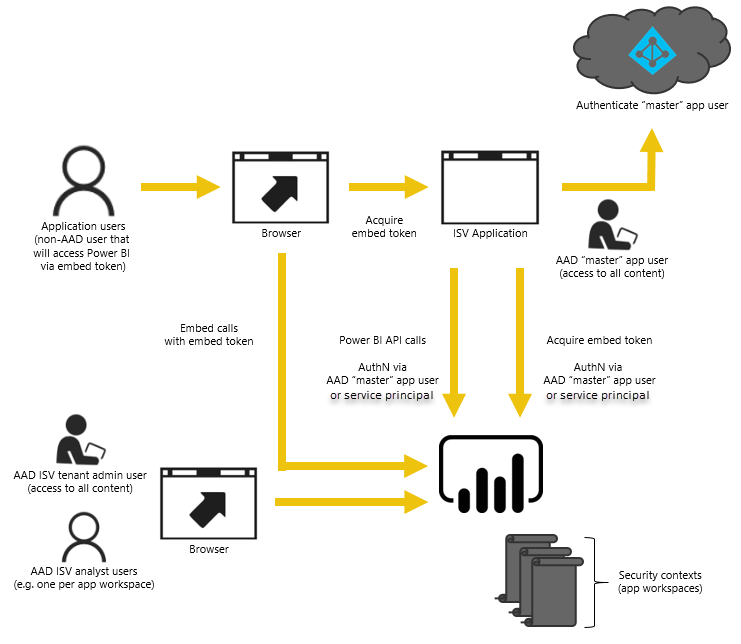 Authenticate “master” app user
Application users
(non-AAD user that
will access Power BI
via embed token)
Browser
Acquire
embed token
ISV Application
AAD “master” app user
(access to all content)
Embed calls
with embed token
Power BI API calls
AuthN via
AAD “master” app user
or service principal
Acquire embed token
AuthN via
AAD “master” app user
or service principal
AAD ISV tenant admin user
(access to all content)
Browser
AAD ISV analyst users
(e.g. one per app workspace)
Security contexts
(app workspaces)